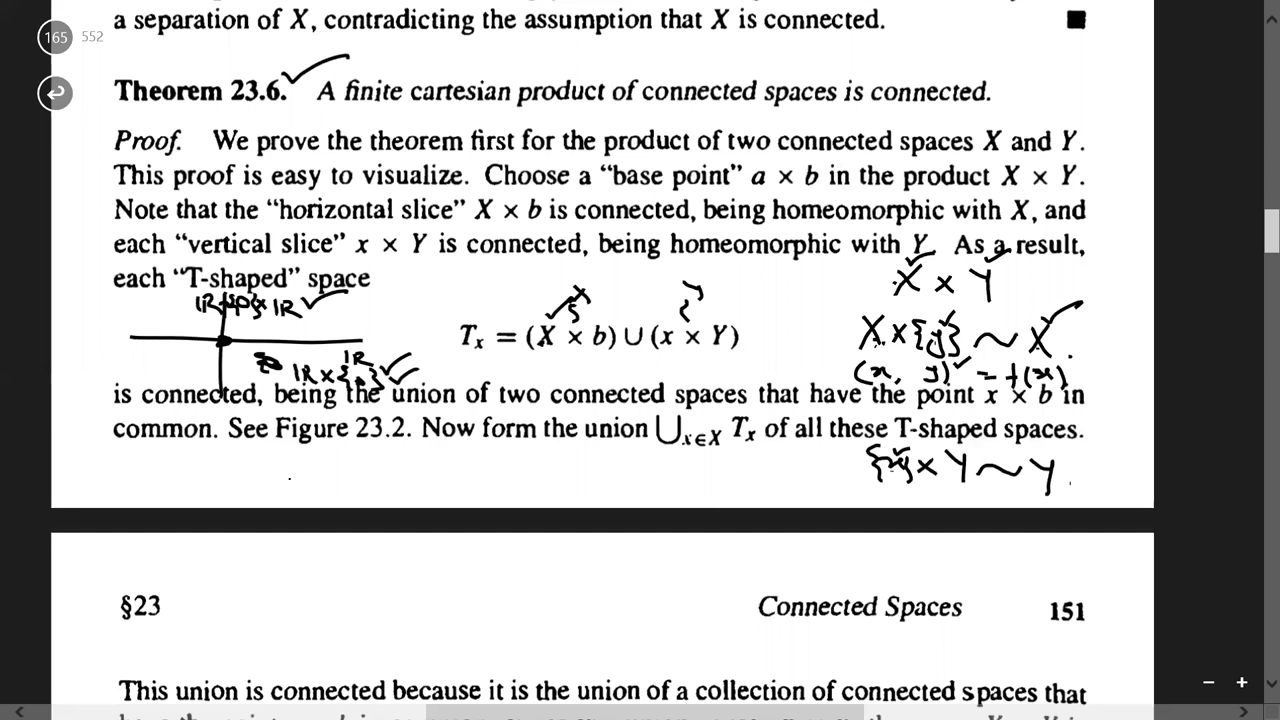 a separation of X, contradicting the assumption that X is connected.
165 552
Theorem 23.6. A finite cartesian product of connected spaces is connected.
Proof. We prove the theorem first for the product of two connected spaces X and Y.
This proof is easy to visualize. Choose a “base point” a × b in the product X × Y.
Note that the “horizontal slice” X × b is connected, being homeomorphic with X, and
each “vertical slice” x × Y is connected, being homeomorphic with Y. As a result,
each “T-shaped” space
X × Y
Tₓ = (X × b) ∪ (x × Y)
X × {y} ~ X
(x, y) = f(x)
is connected, being the union of two connected spaces that have the point x × b in
common. See Figure 23.2. Now form the union ⋃ₓ∈X Tₓ of all these T-shaped spaces.
{x} × Y ~ Y
§23 Connected Spaces 151
This union is connected because it is the union of a collection of connected spaces that